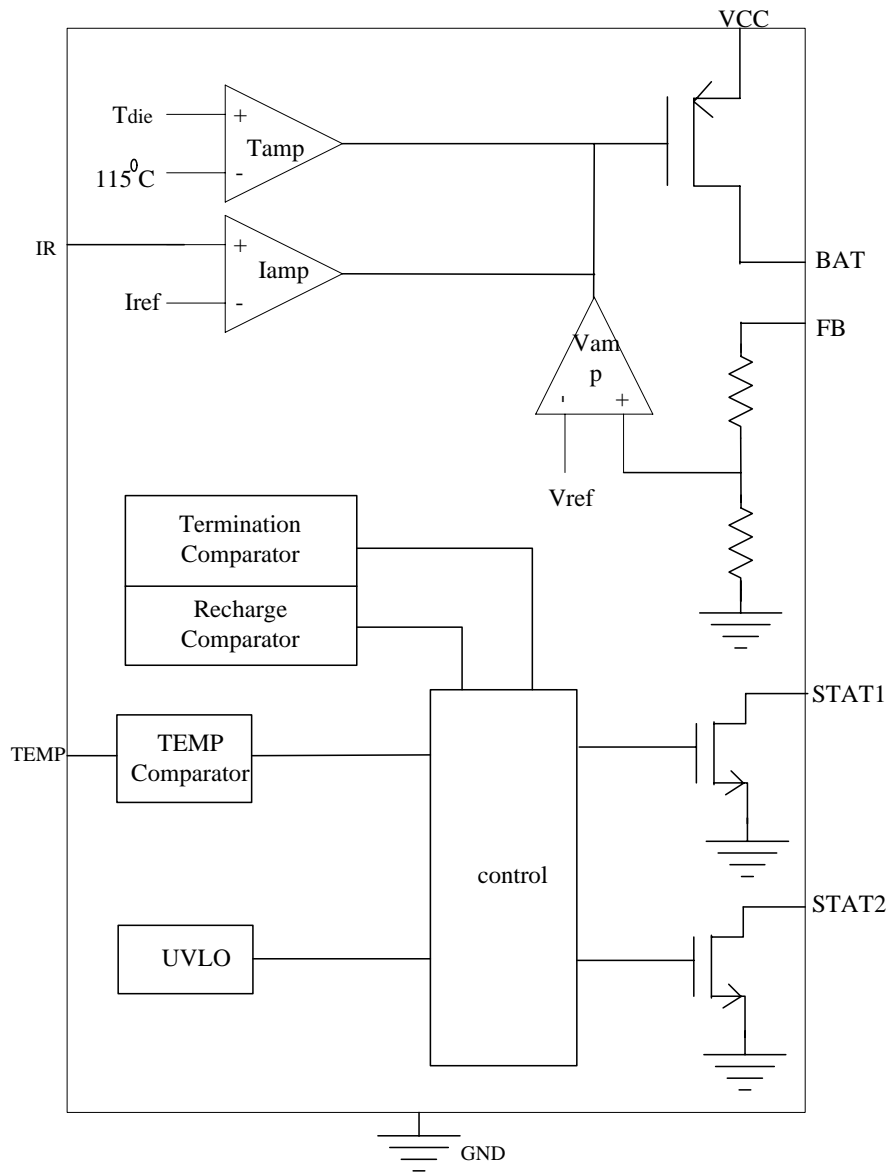 VCC
Tdie
+
Tamp
-
115⁰C
IR
+
Iamp
-
Iref
BAT
FB
Vam
p
-
+
Vref
Termination
Comparator
Recharge
Comparator
STAT1
TEMP
TEMP
Comparator
control
STAT2
UVLO
GND